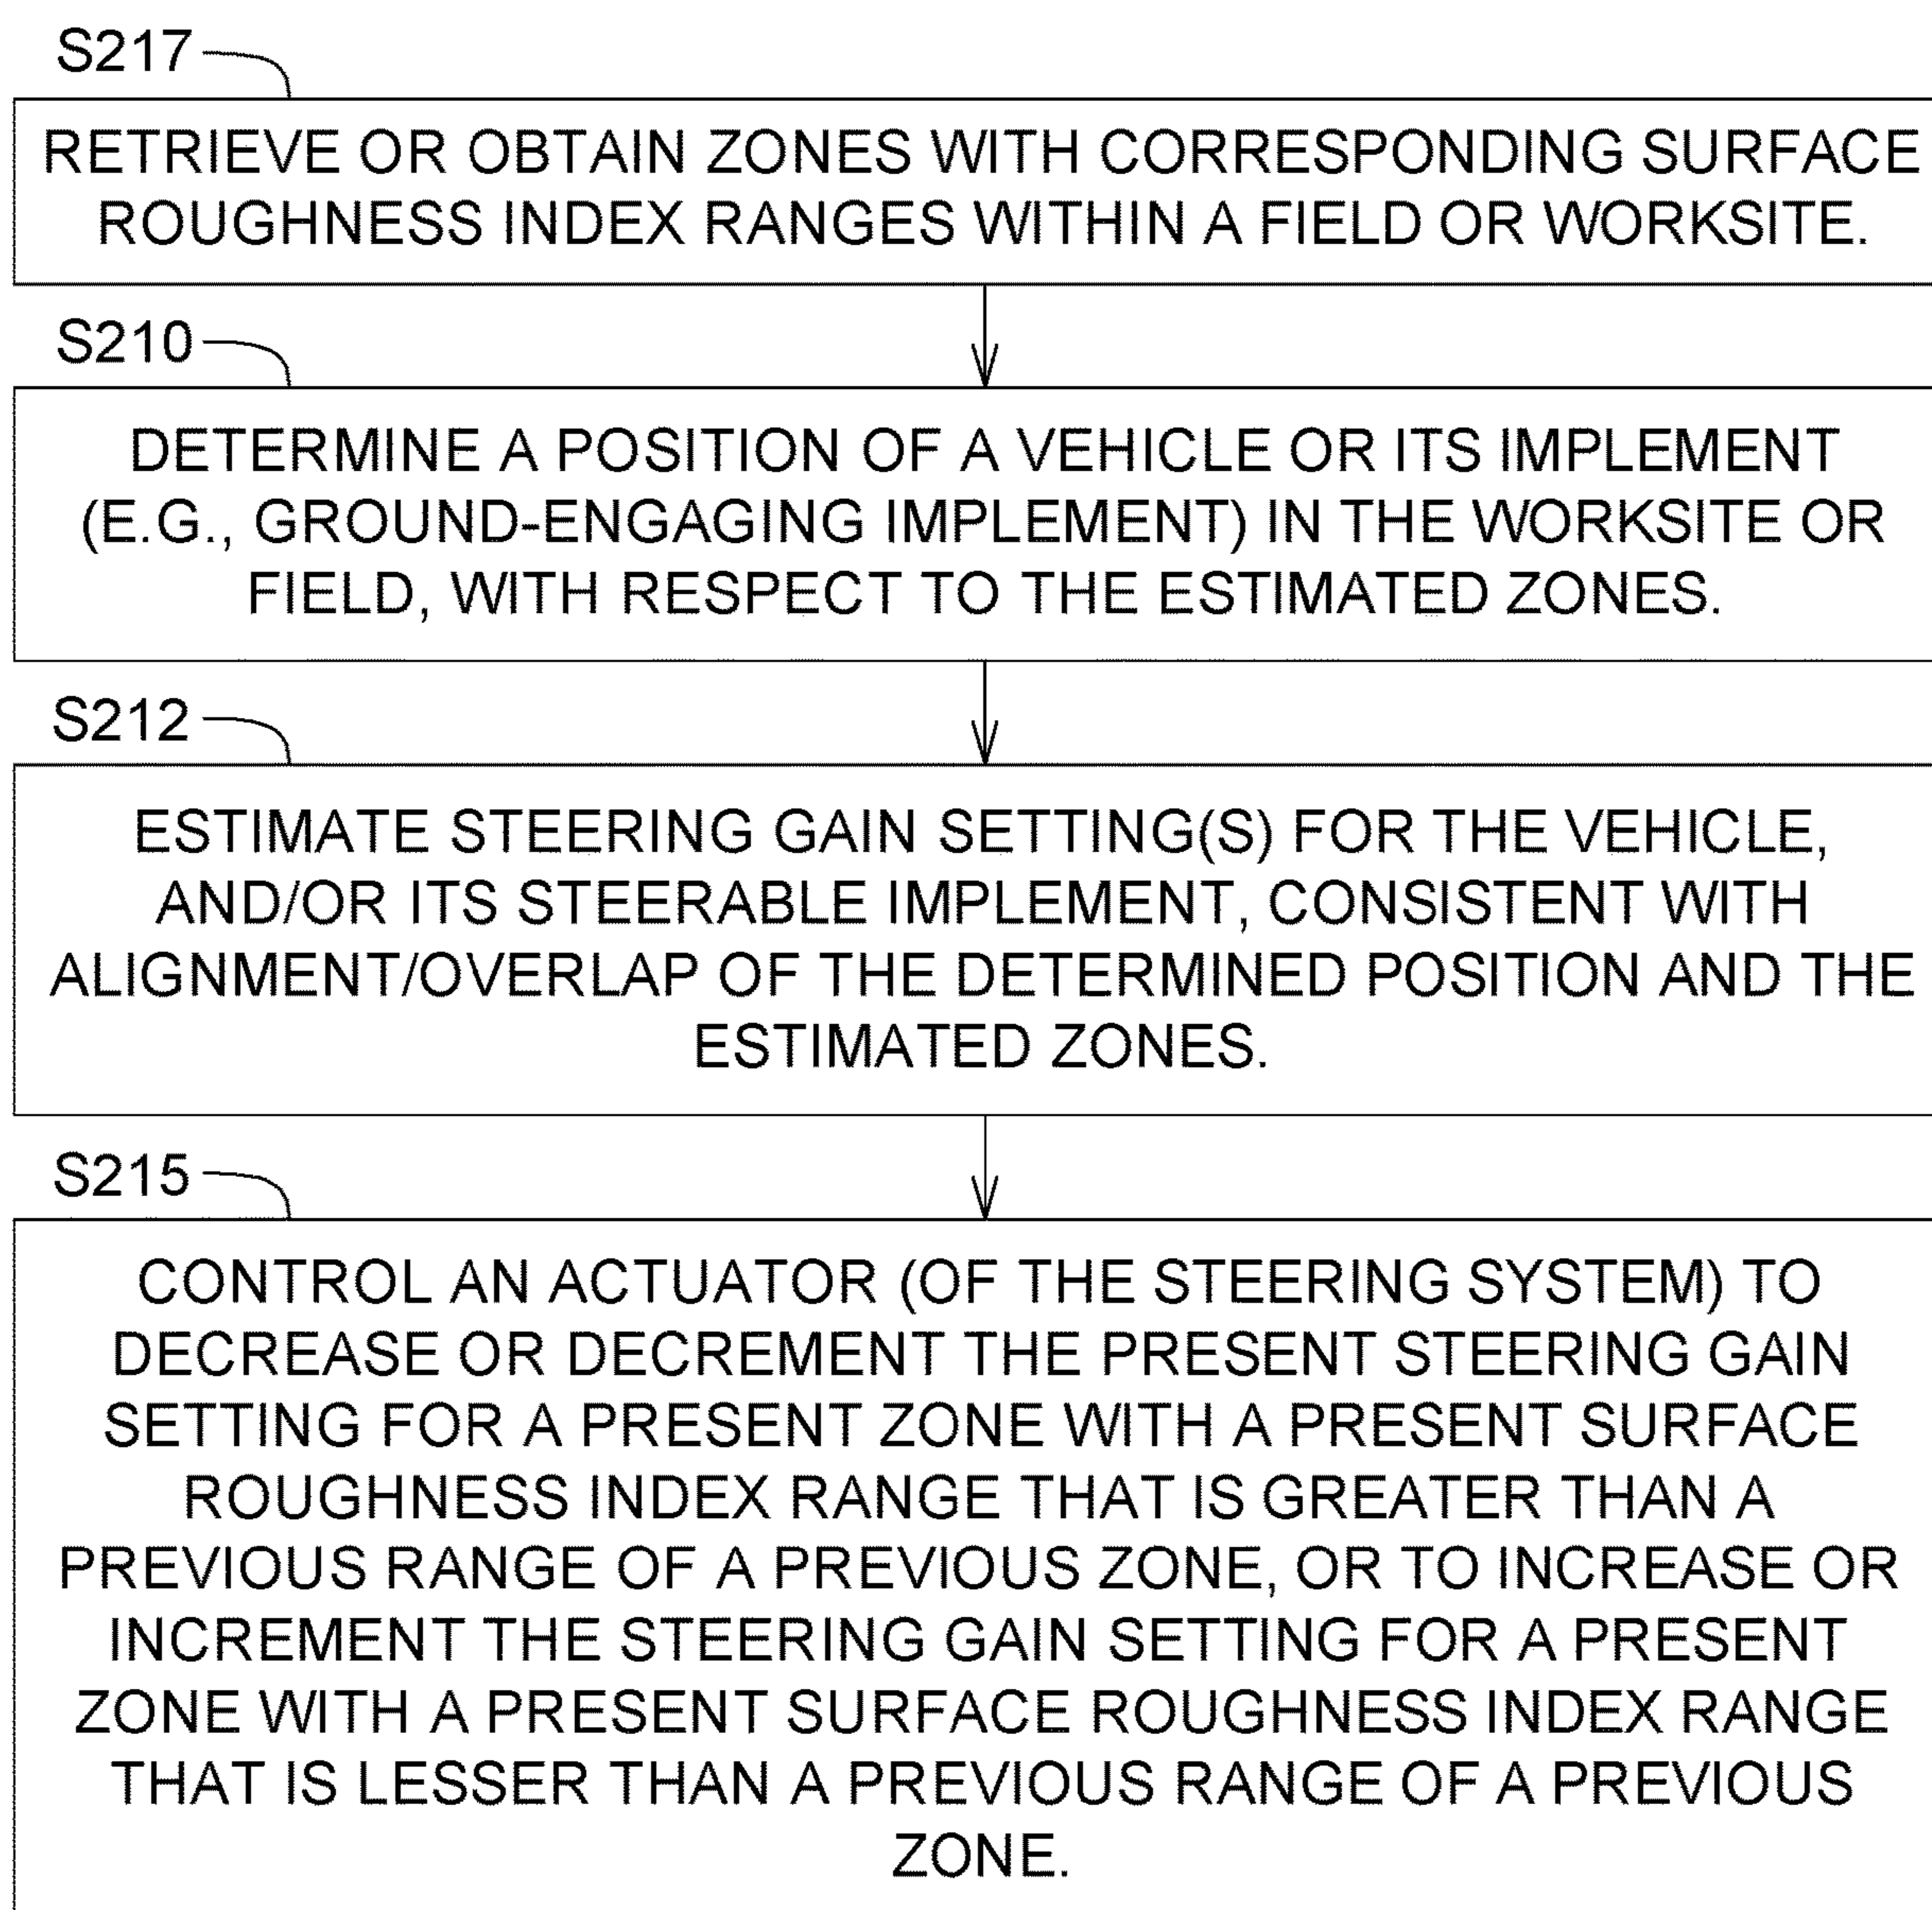 S217
RETRIEVE OR OBTAIN ZONES WITH CORRESPONDING SURFACE
ROUGHNESS INDEX RANGES WITHIN A FIELD OR WORKSITE.
S210
DETERMINE A POSITION OF A VEHICLE OR ITS IMPLEMENT
(E.G., GROUND-ENGAGING IMPLEMENT) IN THE WORKSITE OR
FIELD, WITH RESPECT TO THE ESTIMATED ZONES.
S212
ESTIMATE STEERING GAIN SETTING(S) FOR THE VEHICLE,
AND/OR ITS STEERABLE IMPLEMENT, CONSISTENT WITH
ALIGNMENT/OVERLAP OF THE DETERMINED POSITION AND THE
ESTIMATED ZONES.
S215
CONTROL AN ACTUATOR (OF THE STEERING SYSTEM) TO
DECREASE OR DECREMENT THE PRESENT STEERING GAIN
SETTING FOR A PRESENT ZONE WITH A PRESENT SURFACE
ROUGHNESS INDEX RANGE THAT IS GREATER THAN A
PREVIOUS RANGE OF A PREVIOUS ZONE, OR TO INCREASE OR
INCREMENT THE STEERING GAIN SETTING FOR A PRESENT
ZONE WITH A PRESENT SURFACE ROUGHNESS INDEX RANGE
THAT IS LESSER THAN A PREVIOUS RANGE OF A PREVIOUS
ZONE.